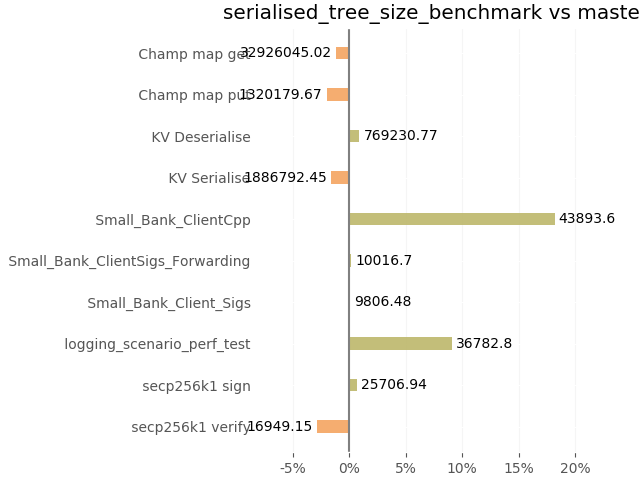 serialised_tree_size_benchmark vs maste
Champ map get 32926045.02
Champ map put 1320179.67
KV Deserialise 769230.77
KV Serialise 1886792.45
Small_Bank_ClientCpp 43893.6
Small_Bank_ClientSigs_Forwarding 10016.7
Small_Bank_Client_Sigs 9806.48
logging_scenario_perf_test 36782.8
secp256k1 sign 25706.94
secp256k1 verify 16949.15
-5% 0% 5% 10% 15% 20%